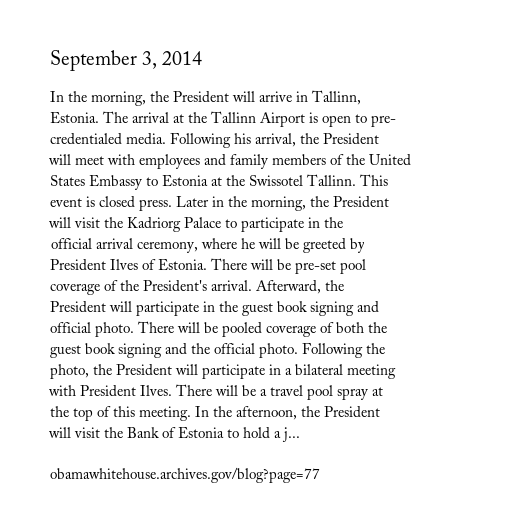 September 3, 2014
In the morning, the President will arrive in Tallinn,
Estonia. The arrival at the Tallinn Airport is open to pre-
credentialed media. Following his arrival, the President
will meet with employees and family members of the United
States Embassy to Estonia at the Swissotel Tallinn. This
event is closed press. Later in the morning, the President
will visit the Kadriorg Palace to participate in the
official arrival ceremony, where he will be greeted by
President Ilves of Estonia. There will be pre-set pool
coverage of the President's arrival. Afterward, the
President will participate in the guest book signing and
official photo. There will be pooled coverage of both the
guest book signing and the official photo. Following the
photo, the President will participate in a bilateral meeting
with President Ilves. There will be a travel pool spray at
the top of this meeting. In the afternoon, the President
will visit the Bank of Estonia to hold a j...
obamawhitehouse.archives.gov/blog?page=77